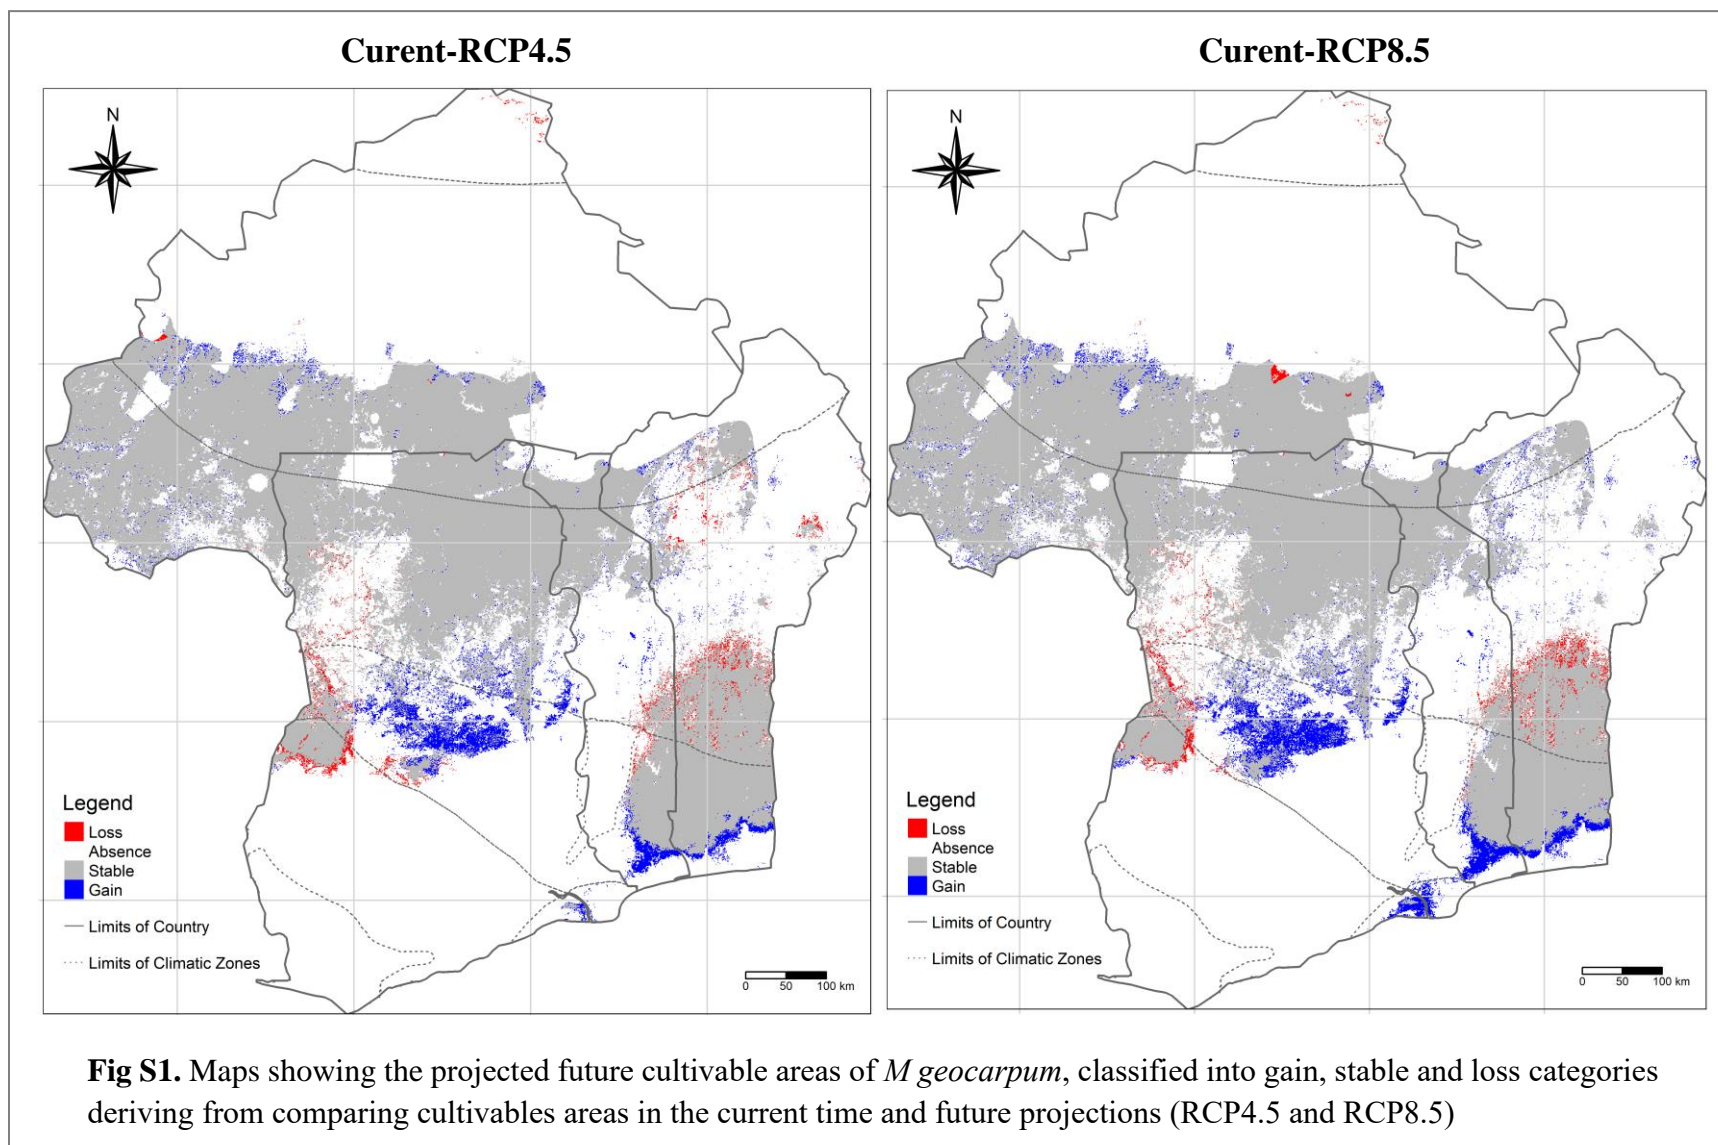 Curent-RCP4.5
N
Legend
Loss
Absence
Stable
Gain
Limits of Country
Limits of Climatic Zones
0 50 100 km
Curent-RCP8.5
N
Legend
Loss
Absence
Stable
Gain
Limits of Country
Limits of Climatic Zones
0 50 100 km
Fig S1. Maps showing the projected future cultivable areas of M geocarpum, classified into gain, stable and loss categories
deriving from comparing cultivables areas in the current time and future projections (RCP4.5 and RCP8.5)